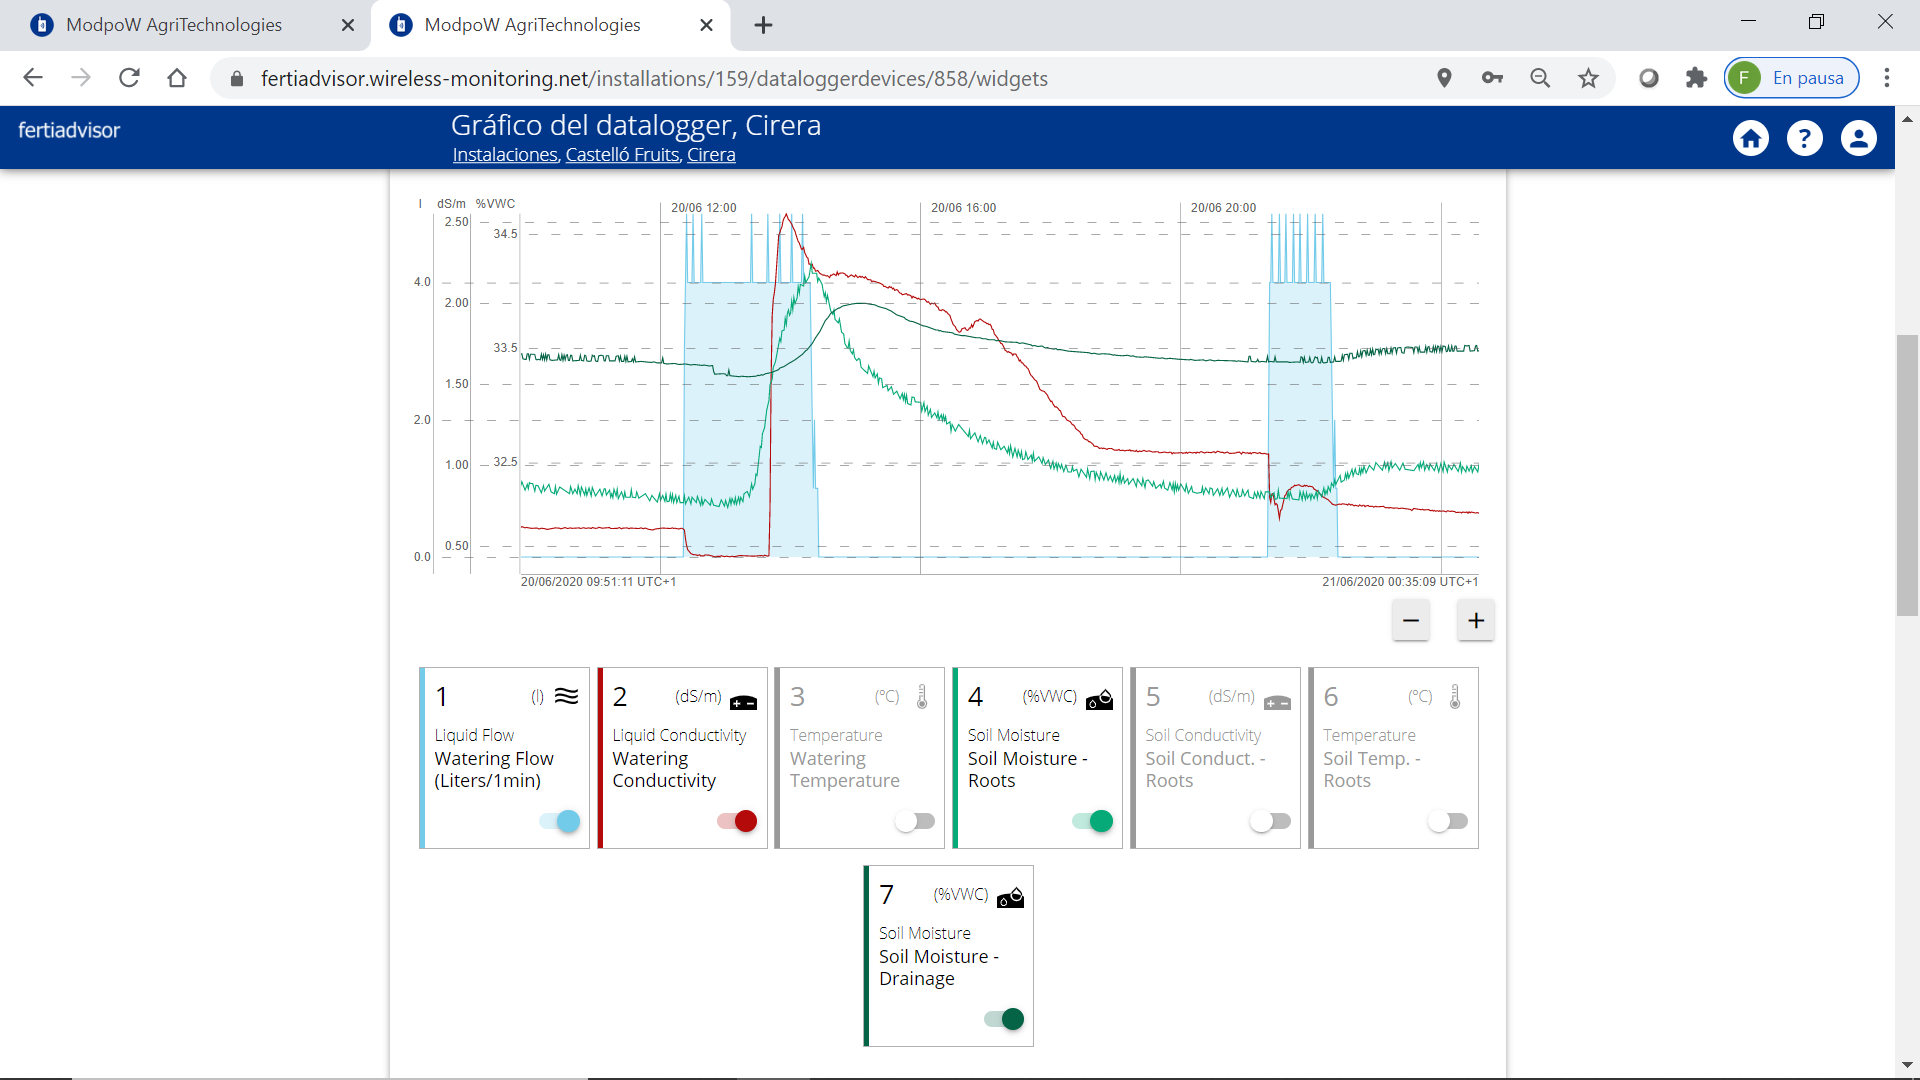 ModpoW AgriTechnologies
ModpoW AgriTechnologies
fertiadvisor.wireless-monitoring.net/installations/159/dataloggerdevices/858/widgets
F En pausa
fertiadvisor
Gráfico del datalogger, Cirera
Instalaciones, Castelló Fruits, Cirera
?
l dS/m %VWC
20/06 12:00 20/06 16:00 20/06 20:00
2.50
34.5
4.0
2.00
33.5
1.50
2.0
32.5
1.00
0.50
0.0
20/06/2020 09:51:11 UTC+1 21/06/2020 00:35:09 UTC+1
− +
1 (l)
Liquid Flow
Watering Flow
(Liters/1min)
2 (dS/m)
Liquid Conductivity
Watering
Conductivity
3 (°C)
Temperature
Watering
Temperature
4 (%VWC)
Soil Moisture
Soil Moisture -
Roots
5 (dS/m)
Soil Conductivity
Soil Conduct. -
Roots
6 (°C)
Temperature
Soil Temp. -
Roots
7 (%VWC)
Soil Moisture
Soil Moisture -
Drainage